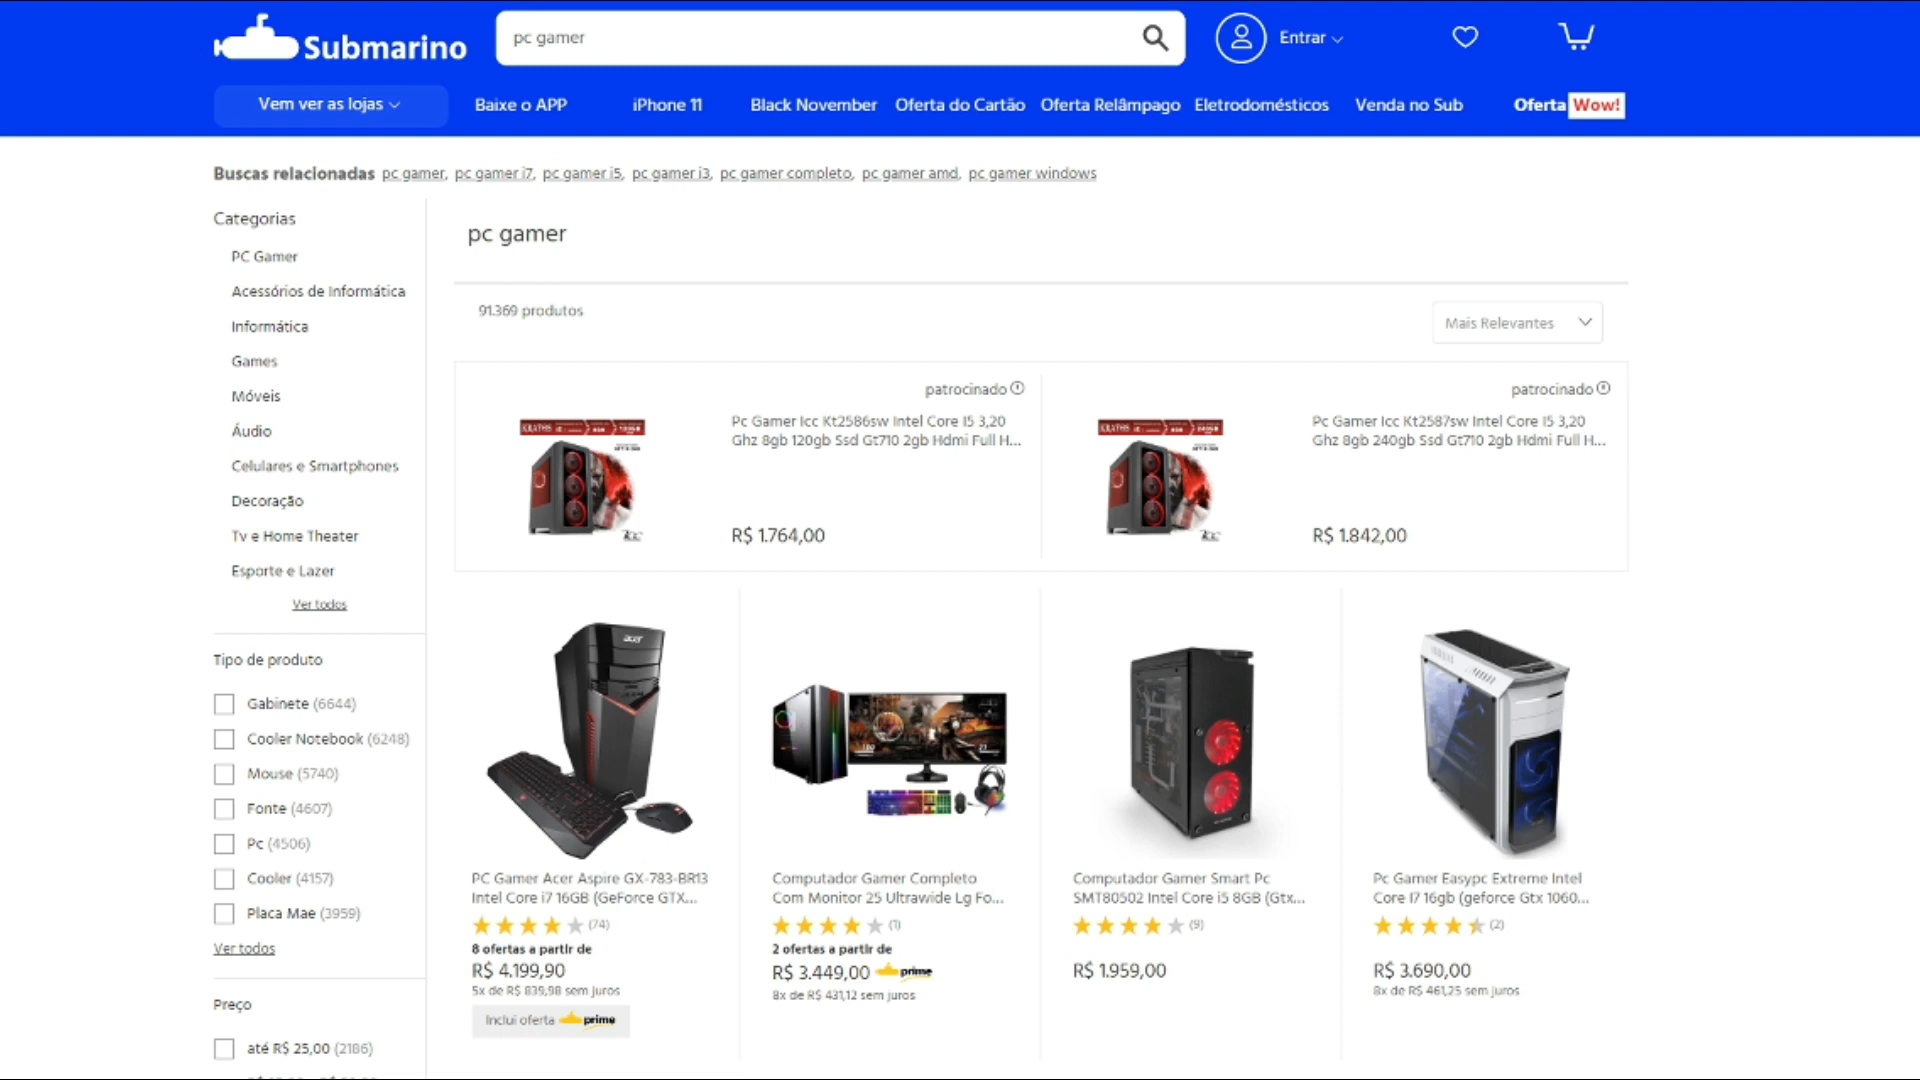 Submarino
pc gamer
Entrar
Vem ver as lojas
Baixe o APP
iPhone 11
Black November
Oferta do Cartão
Oferta Relâmpago
Eletrodomésticos
Venda no Sub
Oferta Wow!
Buscas relacionadas pc gamer, pc gamer i7, pc gamer i5, pc gamer i3, pc gamer completo, pc gamer amd, pc gamer windows
Categorias
PC Gamer
Acessórios de Informática
Informática
Games
Móveis
Áudio
Celulares e Smartphones
Decoração
Tv e Home Theater
Esporte e Lazer
Ver todos
Tipo de produto
Gabinete (6644)
Cooler Notebook (6248)
Mouse (5740)
Fonte (4607)
Pc (4506)
Cooler (4157)
Placa Mae (3959)
Ver todos
Preço
até R$ 25,00 (2186)
pc gamer
91.369 produtos
Mais Relevantes
patrocinado
Pc Gamer Icc Kt2586sw Intel Core I5 3,20
Ghz 8gb 120gb Ssd Gt710 2gb Hdmi Full H...
R$ 1.764,00
patrocinado
Pc Gamer Icc Kt2587sw Intel Core I5 3,20
Ghz 8gb 240gb Ssd Gt710 2gb Hdmi Full H...
R$ 1.842,00
acer
PC Gamer Acer Aspire GX-783-BR13
Intel Core i7 16GB (GeForce GTX...
(74)
8 ofertas a partir de
R$ 4.199,90
5x de R$ 839,98 sem juros
Inclui oferta prime
Computador Gamer Completo
Com Monitor 25 Ultrawide Lg Fo...
(1)
2 ofertas a partir de
R$ 3.449,00 prime
8x de R$ 431,12 sem juros
Computador Gamer Smart Pc
SMT80502 Intel Core i5 8GB (Gtx...
(9)
R$ 1.959,00
Pc Gamer Easypc Extreme Intel
Core I7 16gb (geforce Gtx 1060...
(2)
R$ 3.690,00
8x de R$ 461,25 sem juros